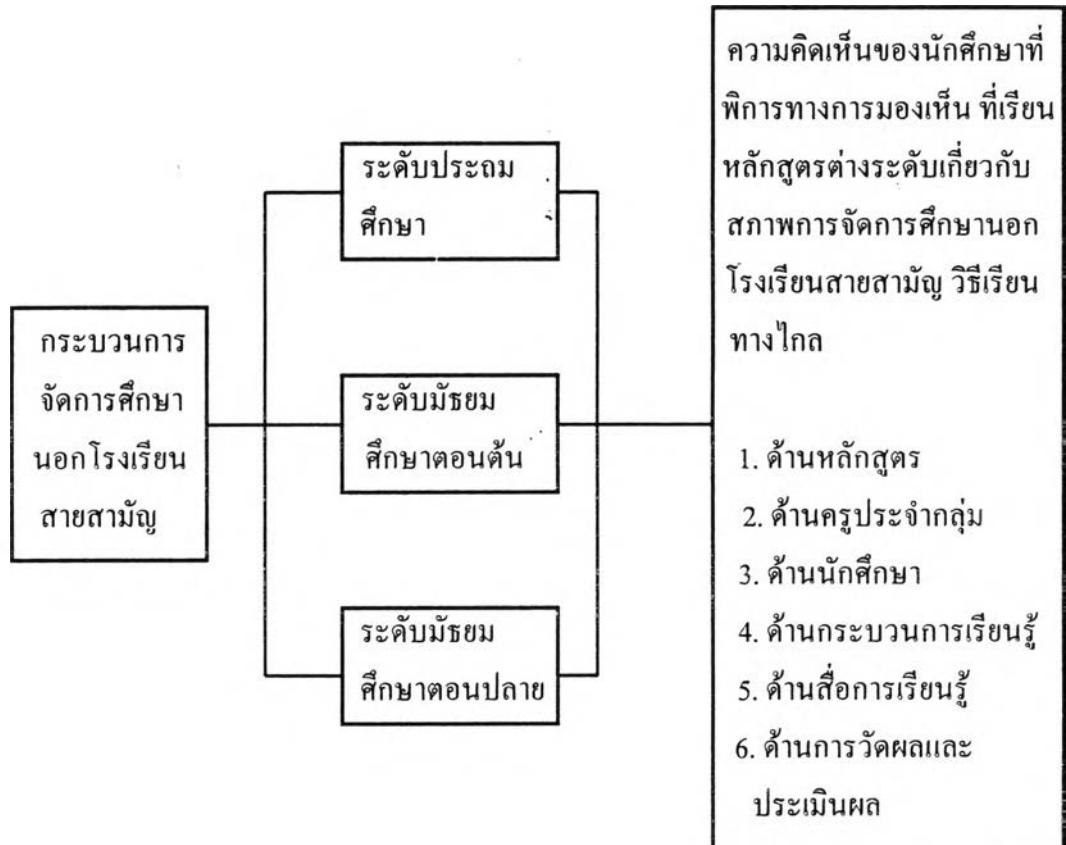 กระบวนการ
จัดการศึกษา
นอกโรงเรียน
สายสามัญ
ระดับประถม
ศึกษา
ระดับมัธยม
ศึกษาตอนต้น
ระดับมัธยม
ศึกษาตอนปลาย
ความคิดเห็นของนักศึกษาที่
พิการทางการมองเห็น ที่เรียน
หลักสูตรต่างระดับเกี่ยวกับ
สภาพการจัดการศึกษานอก
โรงเรียนสายสามัญ วิธีเรียน
ทางไกล
1. ด้านหลักสูตร
2. ด้านครูประจำกลุ่ม
3. ด้านนักศึกษา
4. ด้านกระบวนการเรียนรู้
5. ด้านสื่อการเรียนรู้
6. ด้านการวัดผลและ
ประเมินผล